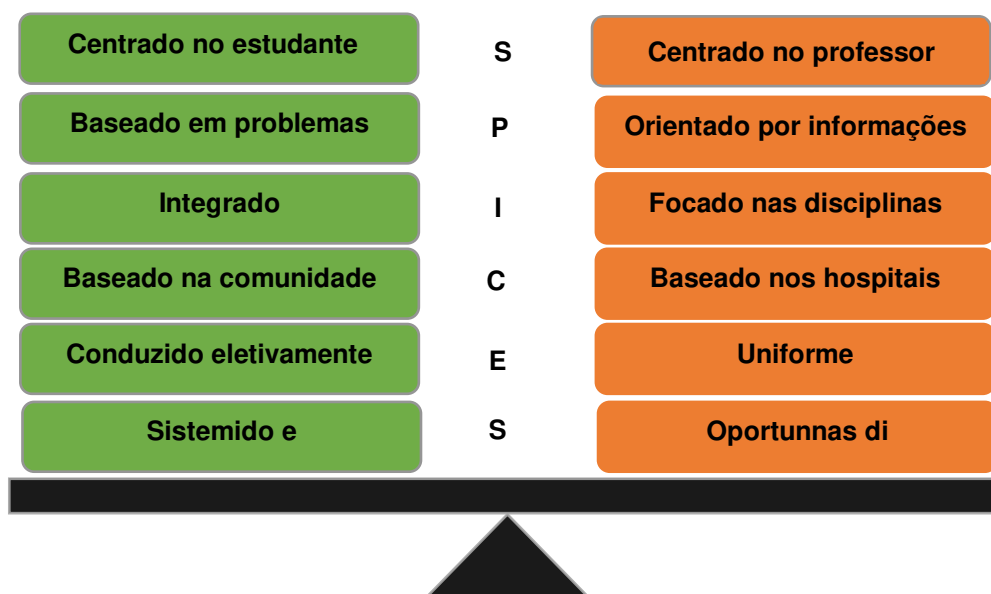 Centrado no estudante S Centrado no professor
Baseado em problemas P Orientado por informações
Integrado I Focado nas disciplinas
Baseado na comunidade C Baseado nos hospitais
Conduzido eletivamente E Uniforme
Sistemido e S Oportunnas di